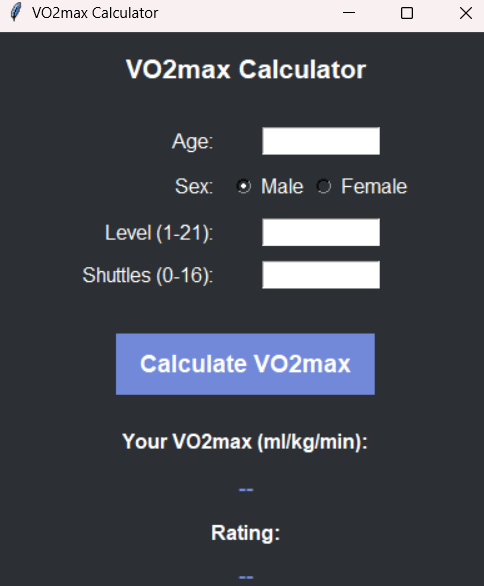 VO2max Calculator
VO2max Calculator
Age:
Sex: Male Female
Level (1-21):
Shuttles (0-16):
Calculate VO2max
Your VO2max (ml/kg/min):
--
Rating:
--